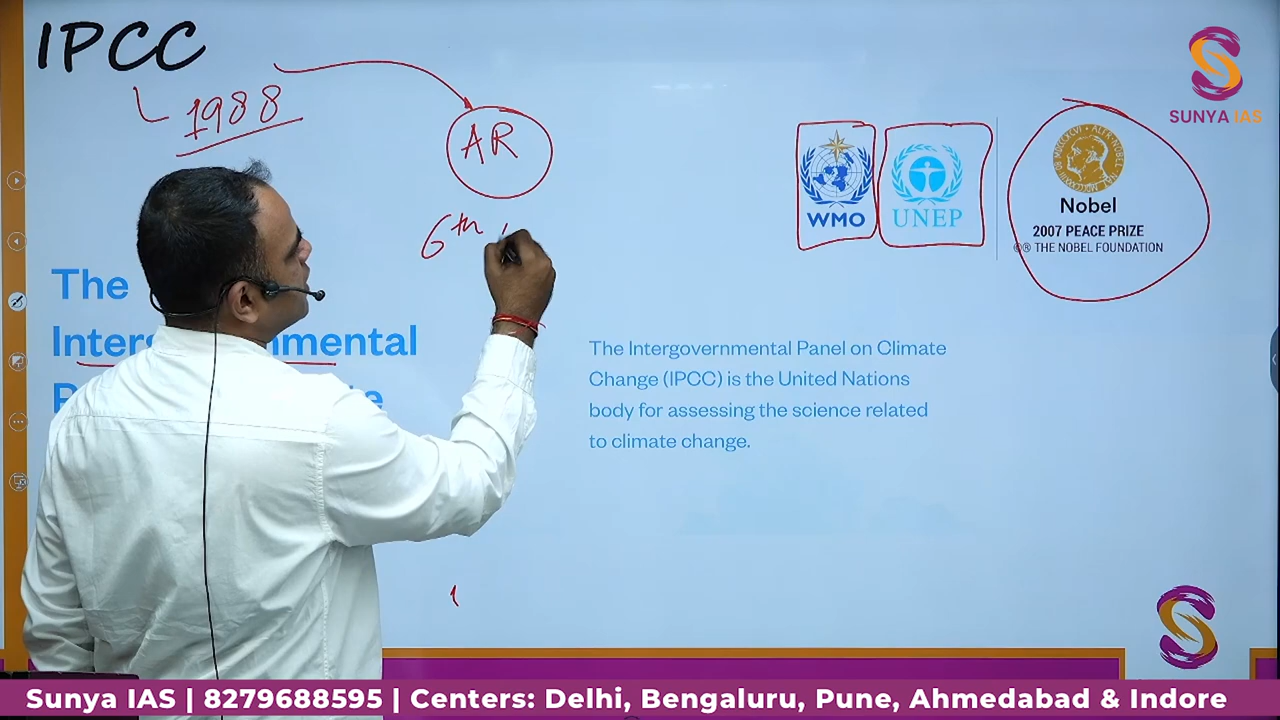 IPCC
1988
AR
6th
WMO
UNEP
Nobel
2007 PEACE PRIZE
©® THE NOBEL FOUNDATION
SUNYA IAS
The
Intergovernmental
The Intergovernmental Panel on Climate
Change (IPCC) is the United Nations
body for assessing the science related
to climate change.
Sunya IAS | 8279688595 | Centers: Delhi, Bengaluru, Pune, Ahmedabad & Indore